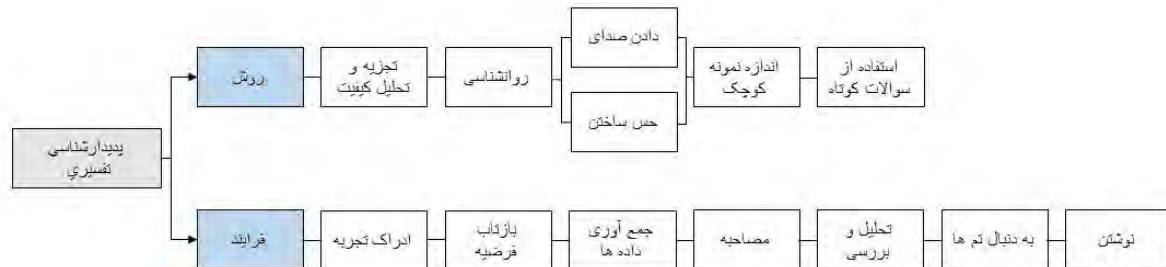 پدیدارشناسی
تفسیری
روش
تجزیه و
تحلیل کیفیت
روانشناسی
دادن صدای
حس ساختن
اندازه نمونه
کوچک
استفاده از
سوالات کوتاه
فرایند
ادراک تجربه
بازتاب
فرضیه
جمع آوری
داده ها
مصاحبه
تحلیل و
بررسی
به دنبال تم ها
نوشتن